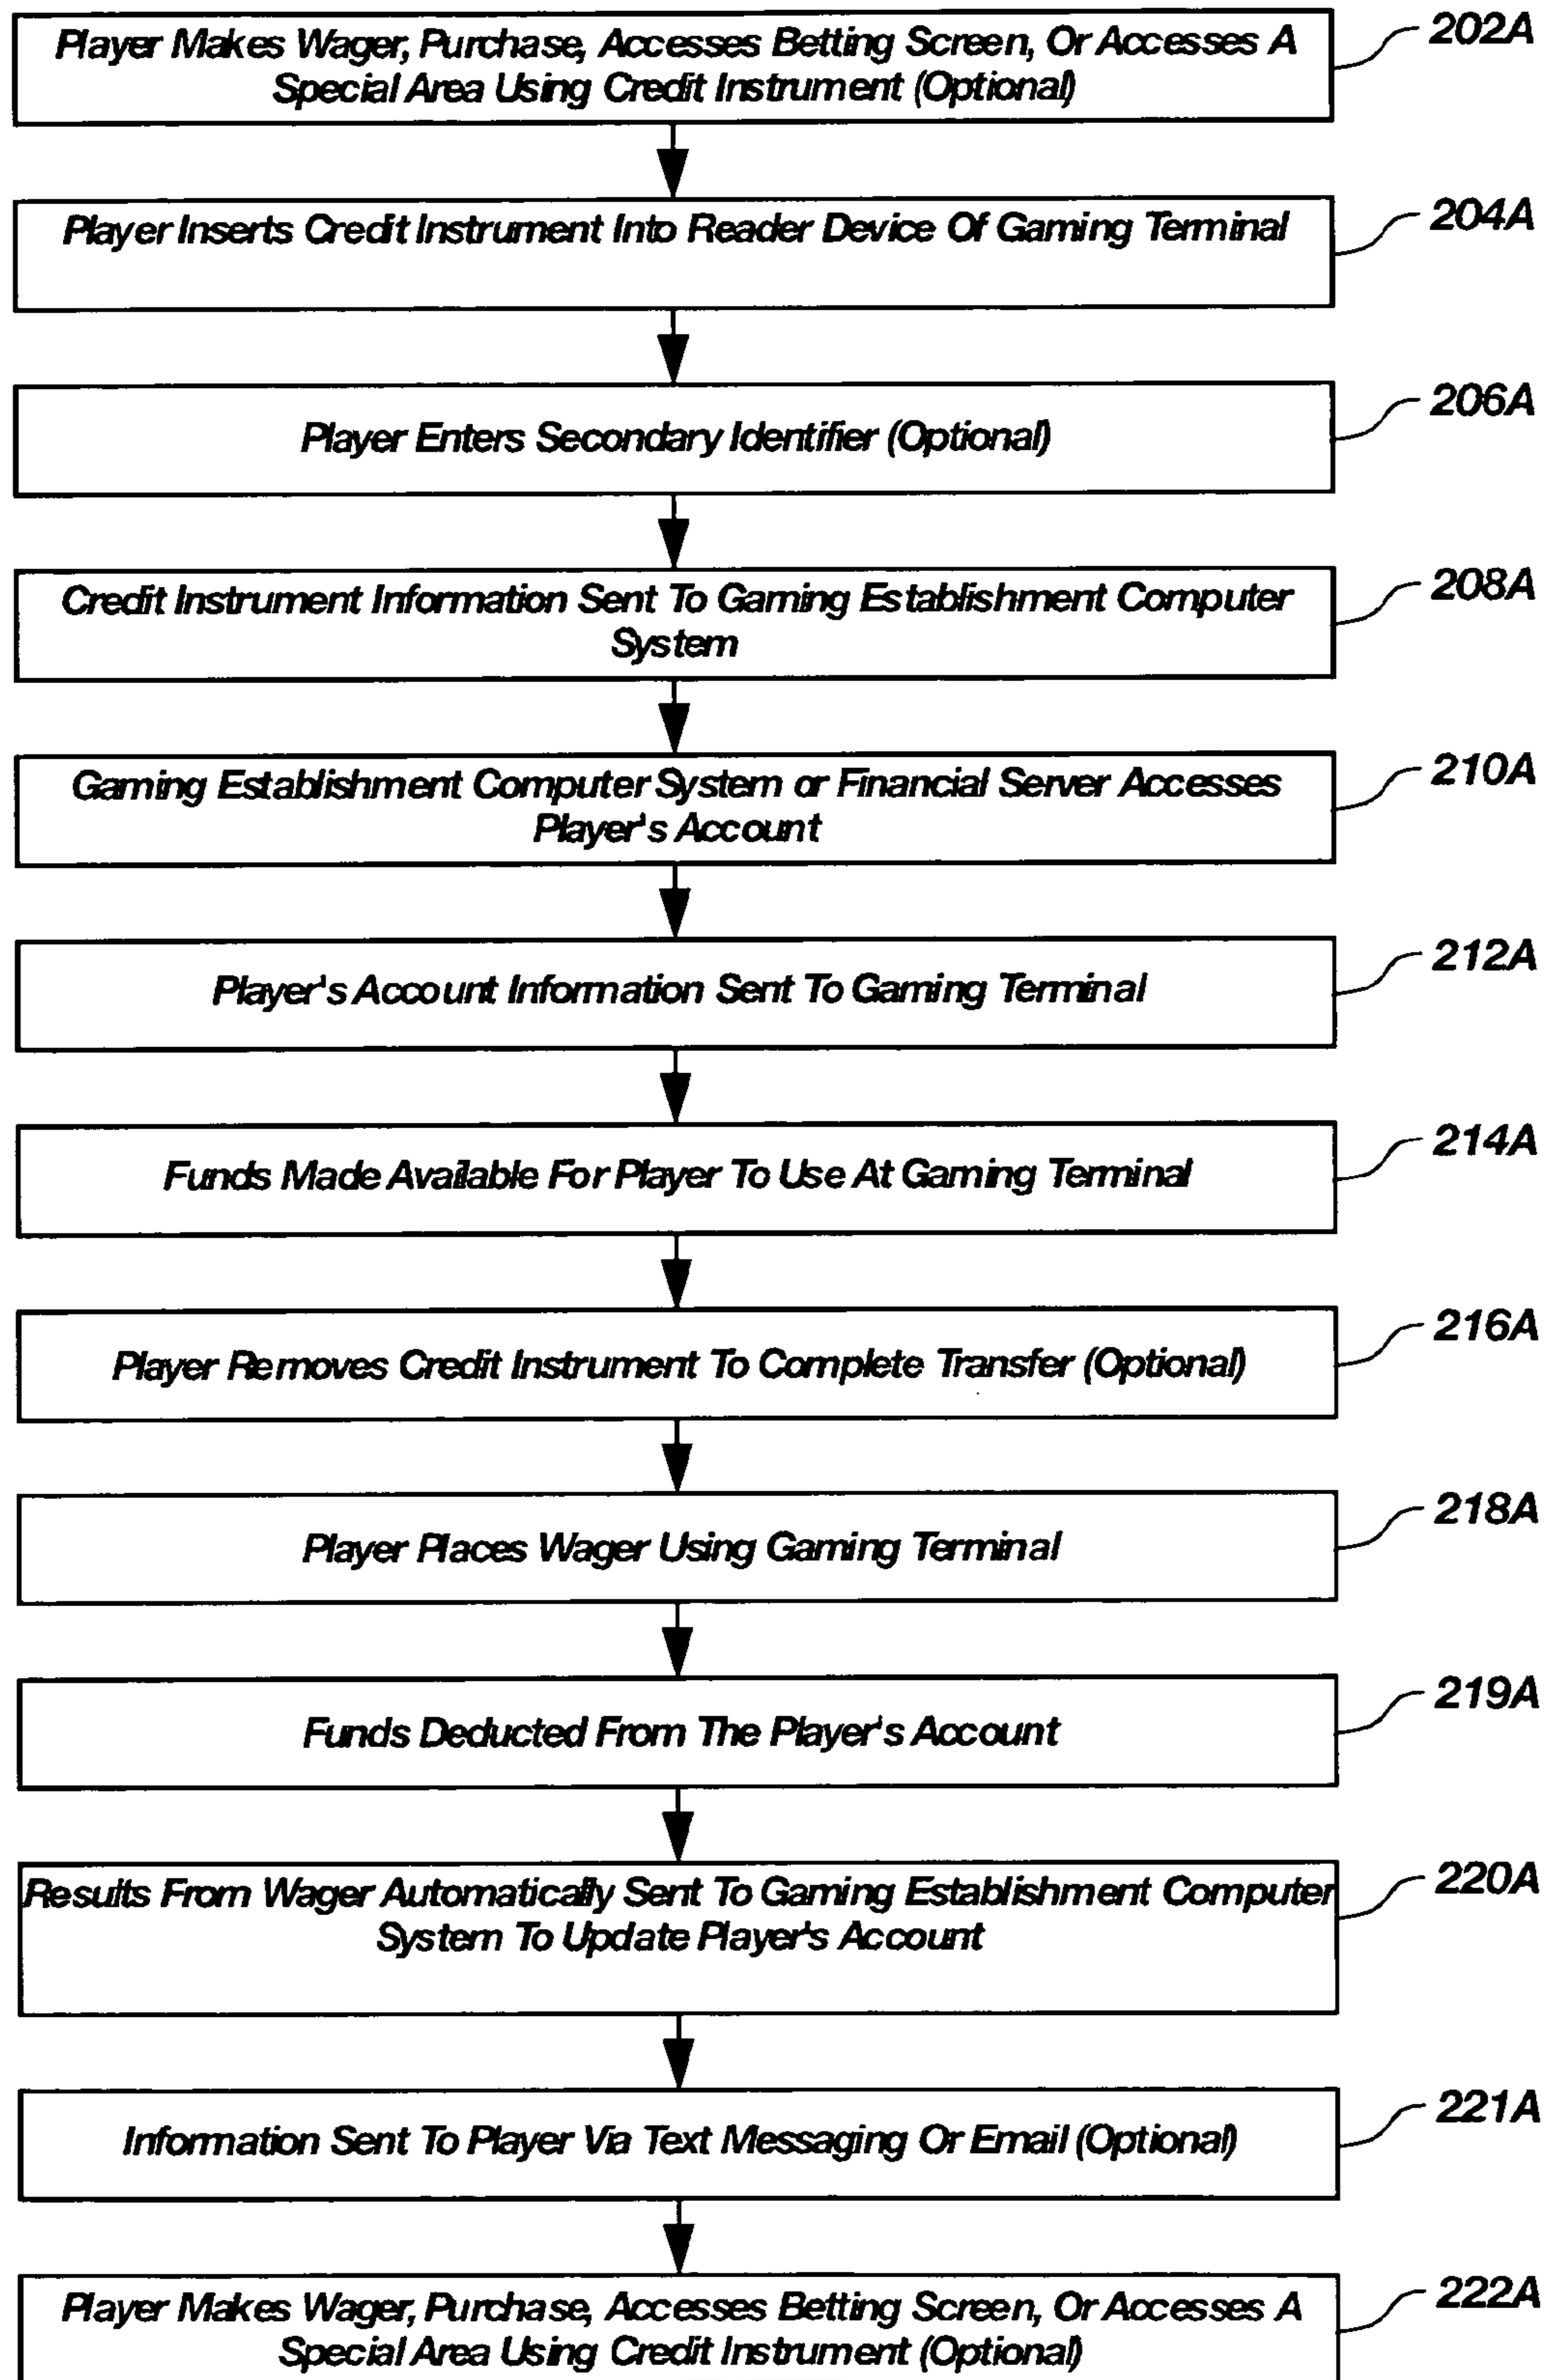 Player Makes Wager, Purchase, Accesses Betting Screen, Or Accesses A
Special Area Using Credit Instrument (Optional)
202A
Player Inserts Credit Instrument Into Reader Device Of Gaming Terminal
204A
Player Enters Secondary Identifier (Optional)
206A
Credit Instrument Information Sent To Gaming Establishment Computer
System
208A
Gaming Establishment Computer System or Financial Server Accesses
Player's Account
210A
Player's Account Information Sent To Gaming Terminal
212A
Funds Made Available For Player To Use At Gaming Terminal
214A
Player Removes Credit Instrument To Complete Transfer (Optional)
216A
Player Places Wager Using Gaming Terminal
218A
Funds Deducted From The Player's Account
219A
Results From Wager Automatically Sent To Gaming Establishment Computer
System To Update Player's Account
220A
Information Sent To Player Via Text Messaging Or Email (Optional)
221A
Player Makes Wager, Purchase, Accesses Betting Screen, Or Accesses A
Special Area Using Credit Instrument (Optional)
222A